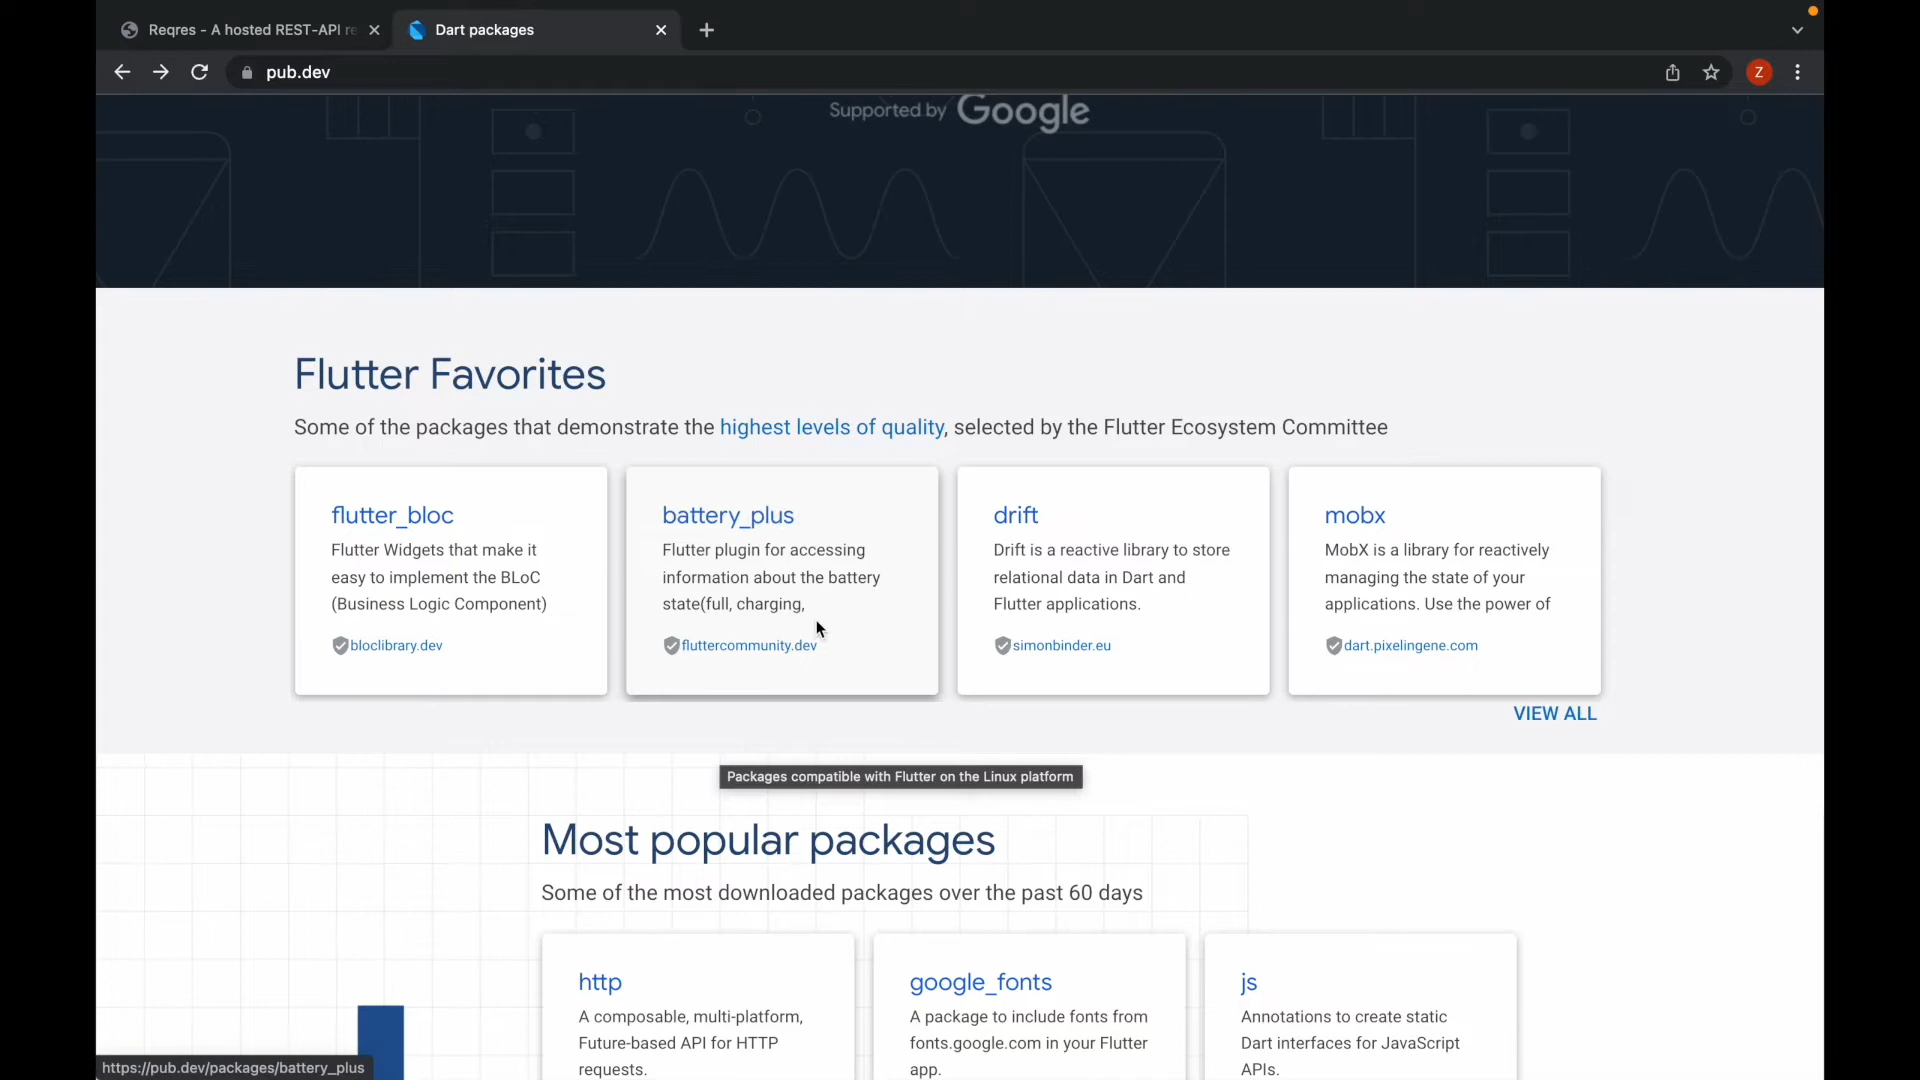 Reqres - A hosted REST-API re
Dart packages
pub.dev
Z
Supported by Google
Flutter Favorites
Some of the packages that demonstrate the highest levels of quality, selected by the Flutter Ecosystem Committee
flutter_bloc
Flutter Widgets that make it
easy to implement the BLoC
(Business Logic Component)
bloclibrary.dev
battery_plus
Flutter plugin for accessing
information about the battery
state(full, charging,
fluttercommunity.dev
drift
Drift is a reactive library to store
relational data in Dart and
Flutter applications.
simonbinder.eu
mobx
MobX is a library for reactively
managing the state of your
applications. Use the power of
dart.pixelingene.com
VIEW ALL
Packages compatible with Flutter on the Linux platform
Most popular packages
Some of the most downloaded packages over the past 60 days
http
A composable, multi-platform,
Future-based API for HTTP
requests.
google_fonts
A package to include fonts from
fonts.google.com in your Flutter
app.
js
Annotations to create static
Dart interfaces for JavaScript
APIs.
https://pub.dev/packages/battery_plus